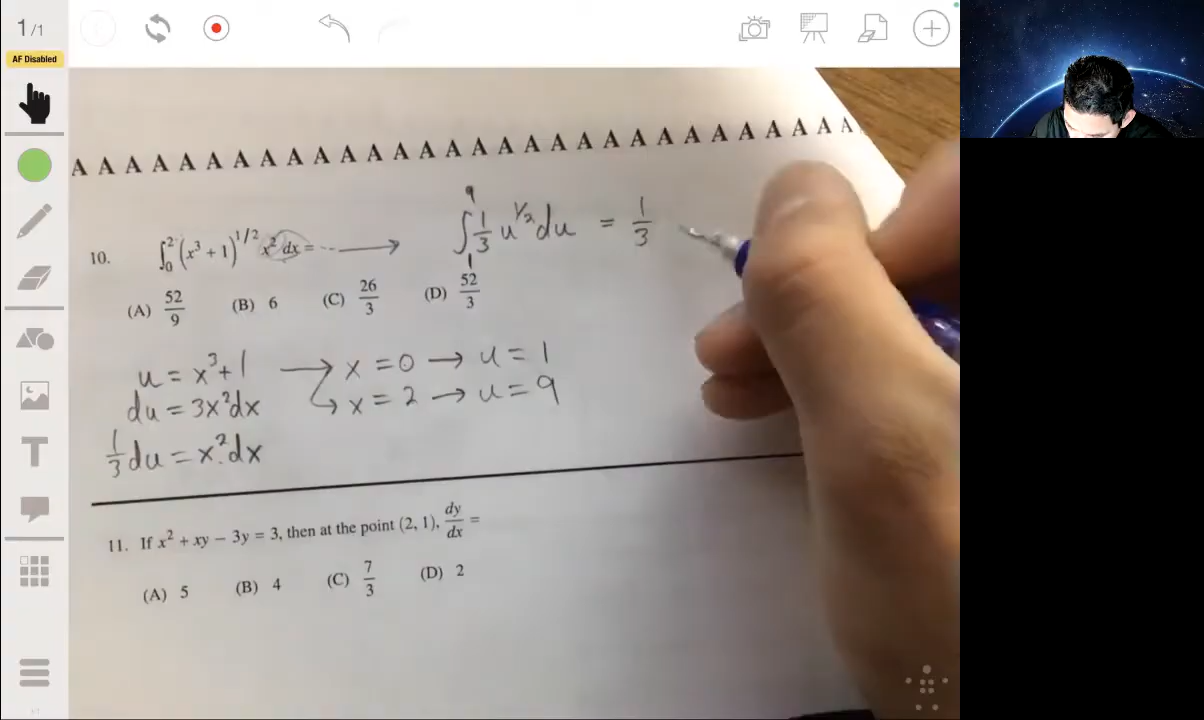 1/1
AF Disabled
A A A A A A A A A A A A A A A A A A A A A A A A A A A A A A
10. ∫₀² (x³ + 1)^{1/2} x² dx =
∫₁⁹ 1/3 u^{1/2} du = 1/3
(A) 52/9 (B) 6 (C) 26/3 (D) 52/3
u = x³+1 → x = 0 → u = 1
du = 3x²dx → x = 2 → u = 9
1/3 du = x²dx
11. If x² + xy − 3y = 3, then at the point (2, 1), dy/dx =
(A) 5 (B) 4 (C) 7/3 (D) 2
T